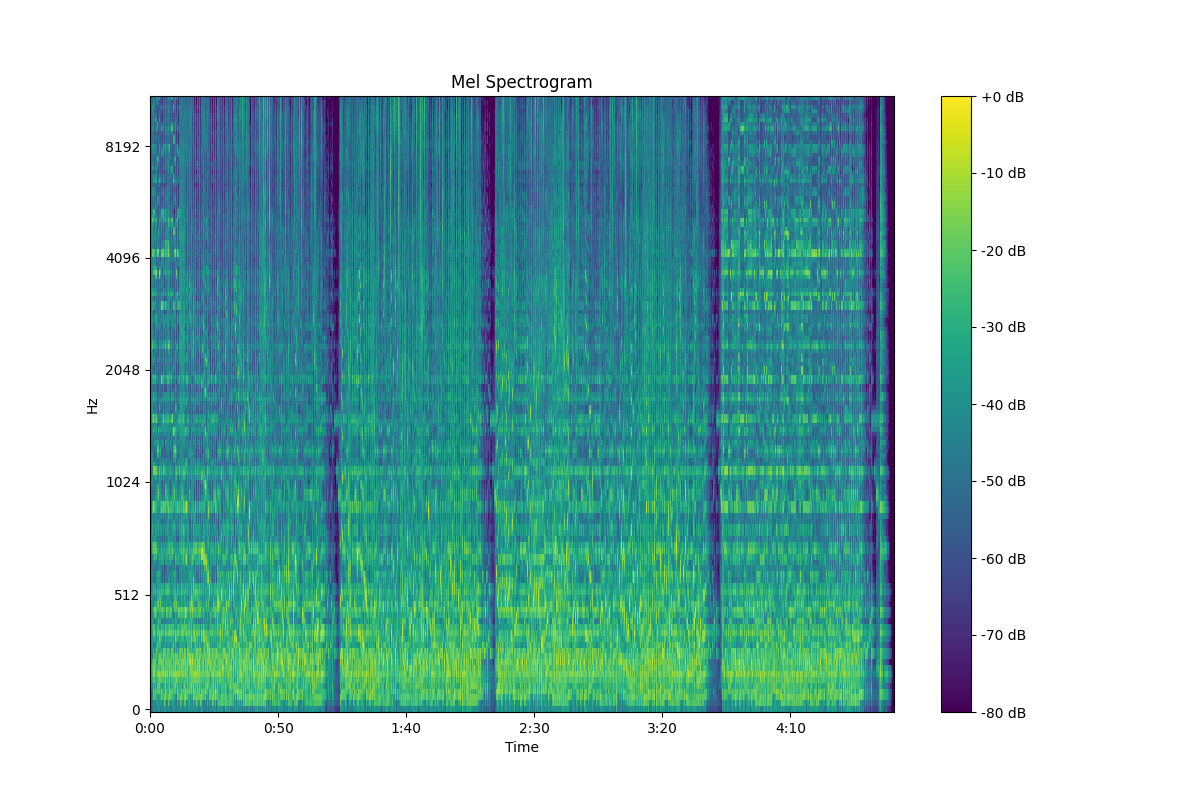 Mel Spectrogram
+0 dB
8192
-10 dB
-20 dB
4096
-30 dB
2048
-40 dB
Hz
1024
-50 dB
-60 dB
512
-70 dB
0
-80 dB
0:00 0:50 1:40 2:30 3:20 4:10
Time